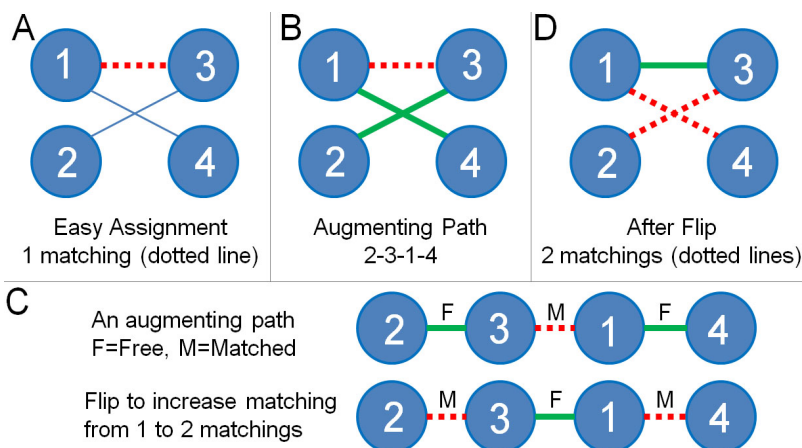 A
1
3
2
4
Easy Assignment
1 matching (dotted line)
B
1
3
2
4
Augmenting Path
2-3-1-4
D
1
3
2
4
After Flip
2 matchings (dotted lines)
C
An augmenting path
F=Free, M=Matched
2 F 3 M 1 F 4
Flip to increase matching
from 1 to 2 matchings
2 M 3 F 1 M 4